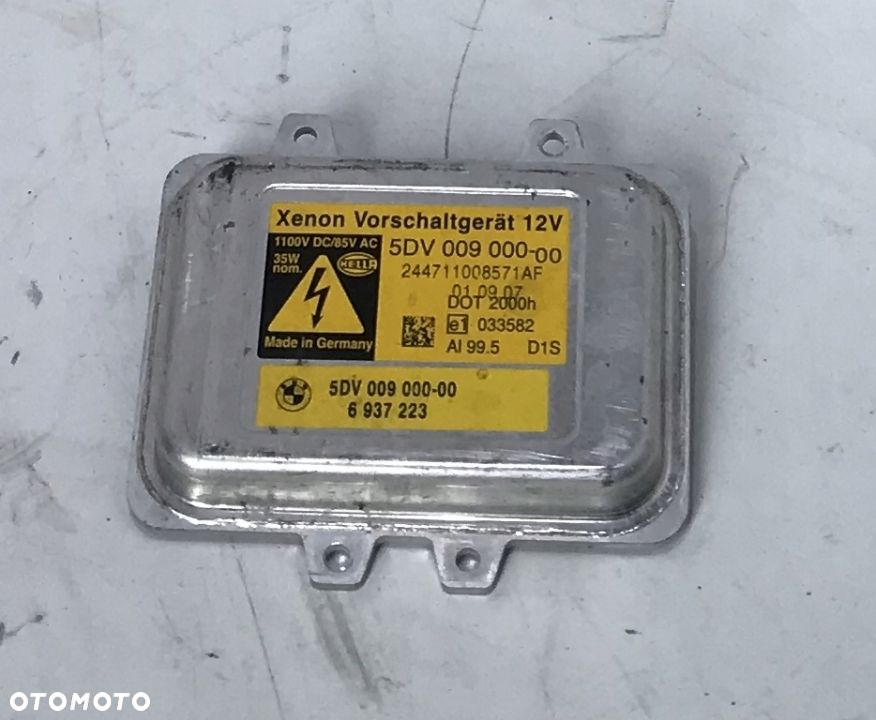 Xenon Vorschaltgerät 12V
1100V DC/85V AC
35W
nom.
HELLA
Made in Germany
5DV 009 000-00
244711008571AF
01.09.07
DOT 2000h
e1 033582
AI 99.5 D1S
BMW
5DV 009 000-00
6 937 223
OTOMOTO